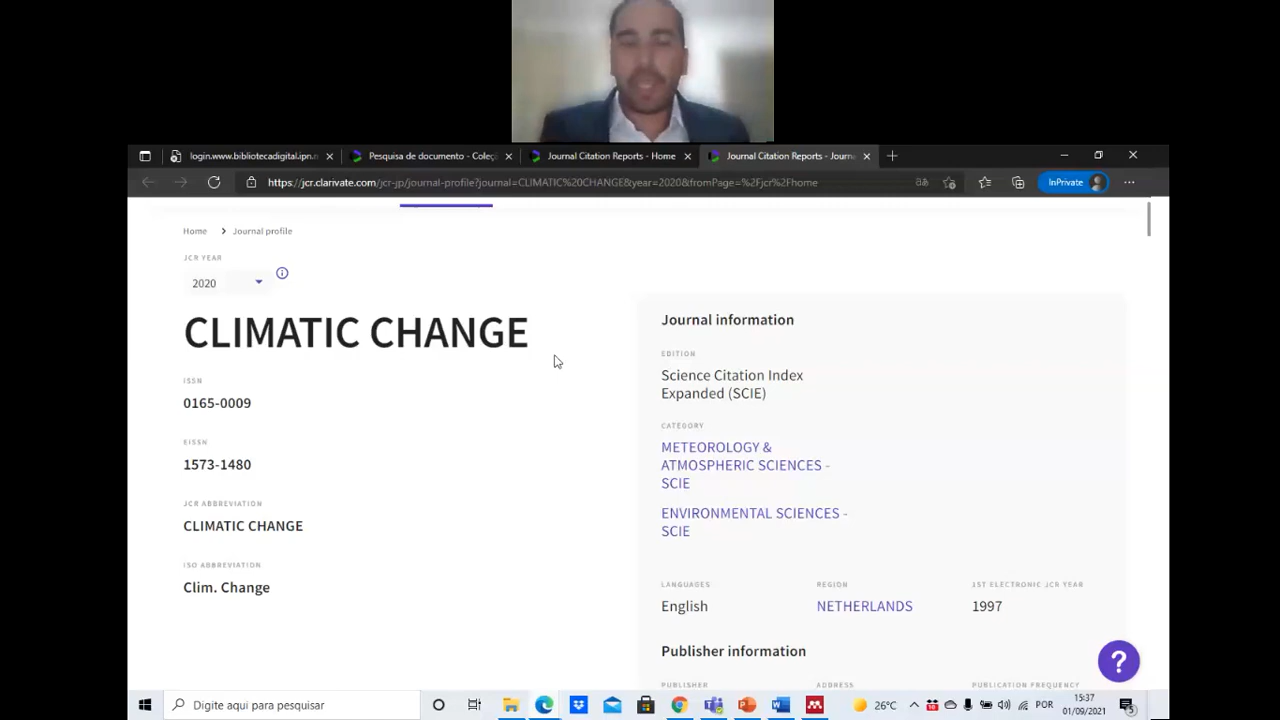 login.www.bibliotecadigital.ipn.m
Pesquisa de documento - Coleç
Journal Citation Reports - Home
Journal Citation Reports - Journa
https://jcr.clarivate.com/jcr-jp/journal-profile?journal=CLIMATIC%20CHANGE&year=2020&fromPage=%2Fjcr%2Fhome
InPrivate
Home > Journal profile
JCR YEAR
2020
CLIMATIC CHANGE
ISSN
0165-0009
EISSN
1573-1480
JCR ABBREVIATION
CLIMATIC CHANGE
ISO ABBREVIATION
Clim. Change
Journal information
EDITION
Science Citation Index
Expanded (SCIE)
CATEGORY
METEOROLOGY &
ATMOSPHERIC SCIENCES -
SCIE
ENVIRONMENTAL SCIENCES -
SCIE
LANGUAGES
English
REGION
NETHERLANDS
1ST ELECTRONIC JCR YEAR
1997
Publisher information
PUBLISHER
ADDRESS
PUBLICATION FREQUENCY
?
Digite aqui para pesquisar
26°C
POR
15:37
01/09/2021